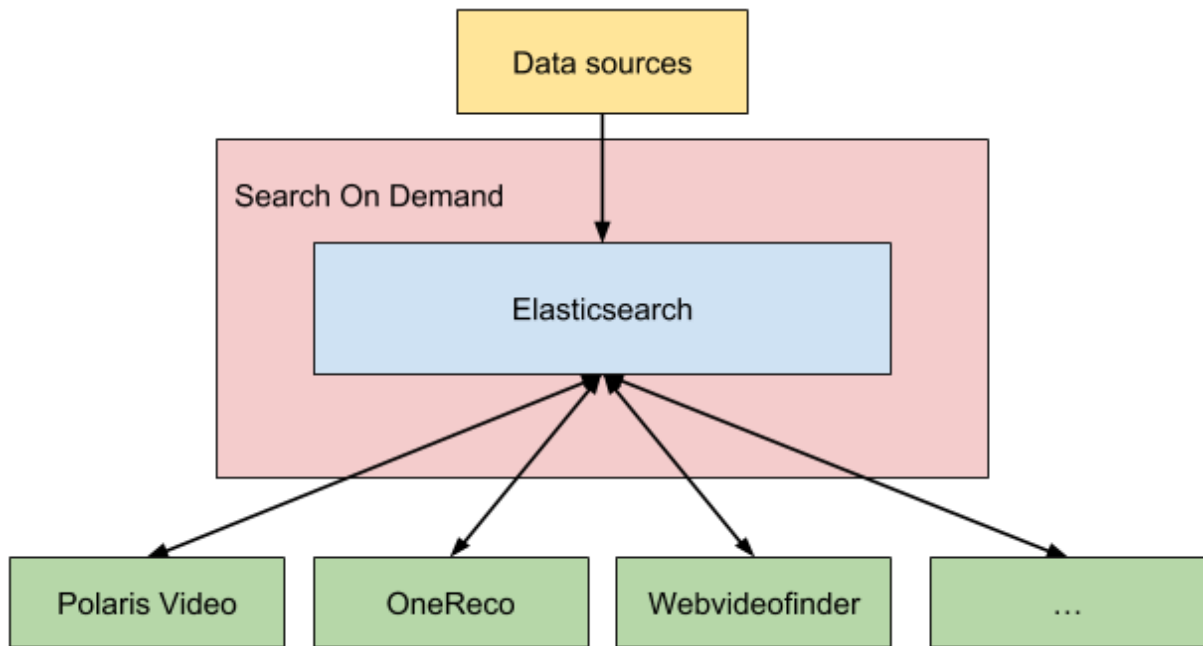 Data sources
Search On Demand
Elasticsearch
Polaris Video
OneReco
Webvideofinder
…